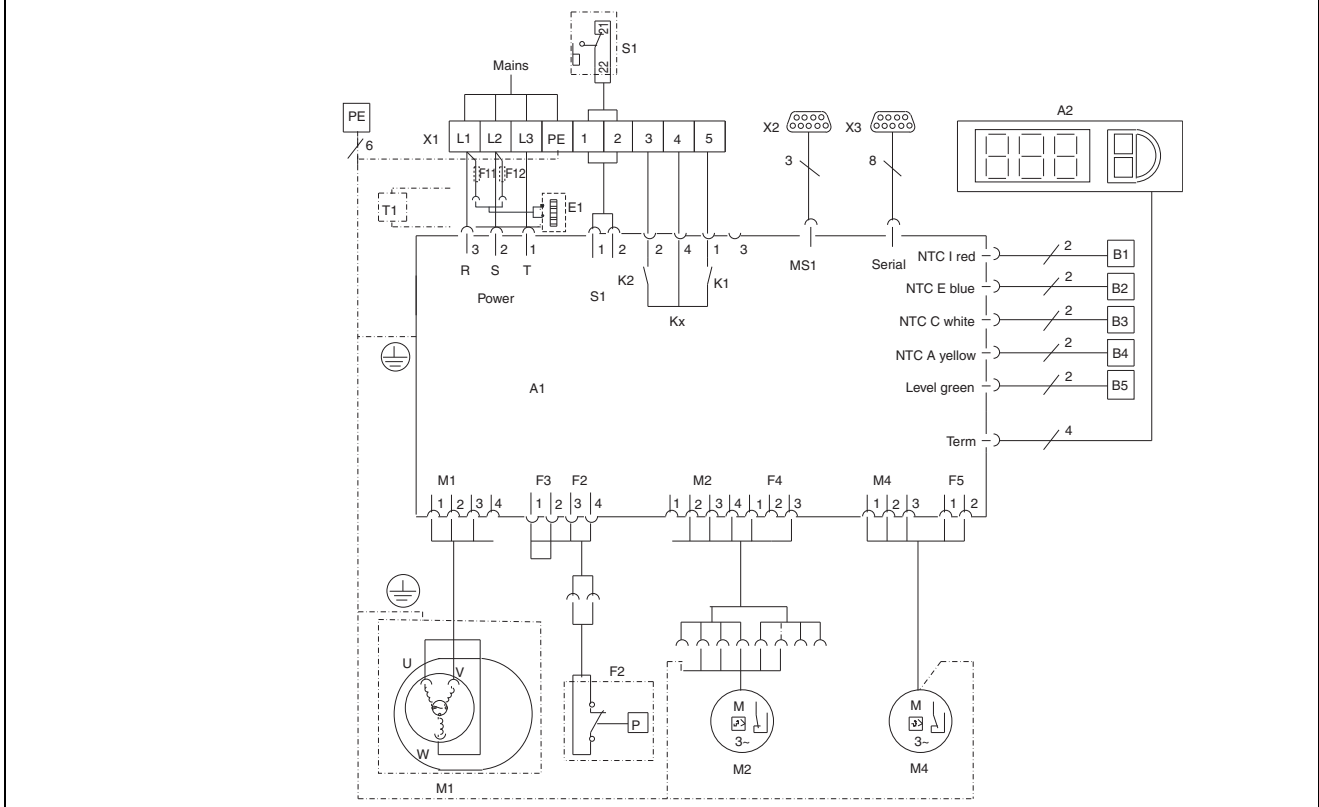 21
S1
22
Mains
PE
6
X1 L1 L2 L3 PE 1 2 3 4 5
X2
X3
A2
3
8
F11 F12
T1
E1
3 2 1 1 2 2 4 1 3
R S T
Power
S1
K2
K1
Kx
MS1
Serial
NTC I red 2 B1
NTC E blue 2 B2
NTC C white 2 B3
NTC A yellow 2 B4
Level green 2 B5
Term 4
A1
M1 F3 F2 M2 F4 M4 F5
1 2 3 4 1 2 3 4 1 2 3 4 1 2 3 1 2 3 1 2
U
V
W
M1
F2
P
M
3~
M2
M
3~
M4